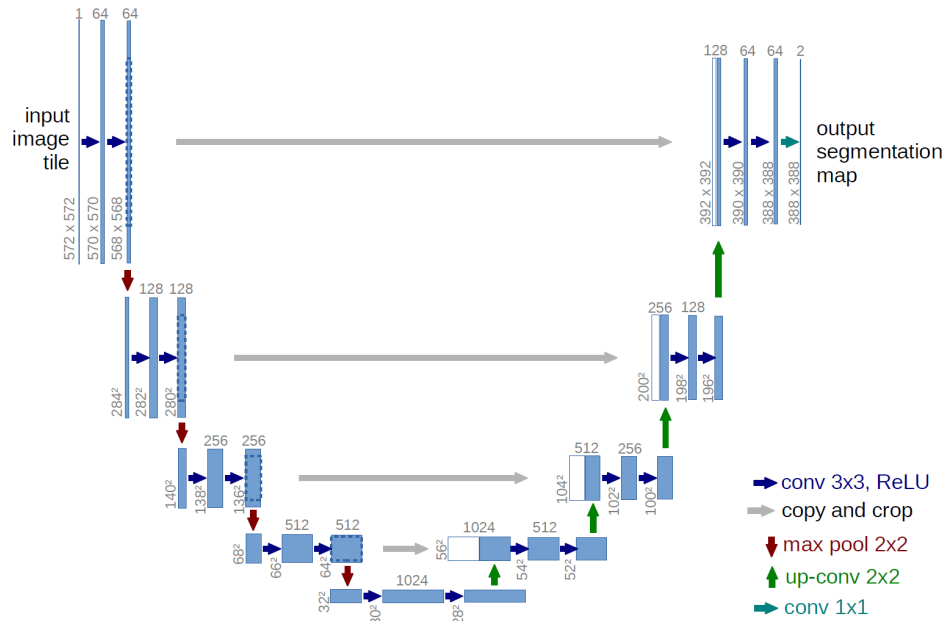 1 64 64
128 64 64 2
input
image
tile
output
segmentation
map
572 x 572
570 x 570
568 x 568
392 x 392
390 x 390
388 x 388
388 x 388
128 128
256 128
284²
282²
280²
200²
198²
196²
256 256
512 256
140²
138²
136²
104²
102²
100²
512 512
1024 512
68²
66²
64²
56²
54²
52²
1024
32²
30²
28²
conv 3x3, ReLU
copy and crop
max pool 2x2
up-conv 2x2
conv 1x1